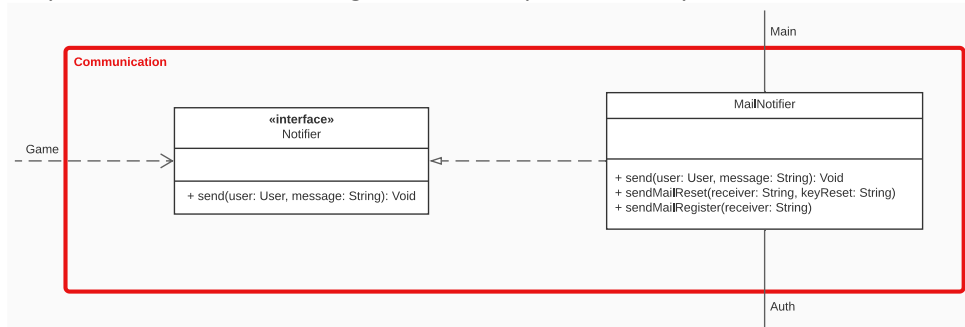 Main
Communication
«interface»
Notifier
MailNotifier
Game
+ send(user: User, message: String): Void
+ send(user: User, message: String): Void
+ sendMailReset(receiver: String, keyReset: String)
+ sendMailRegister(receiver: String)
Auth